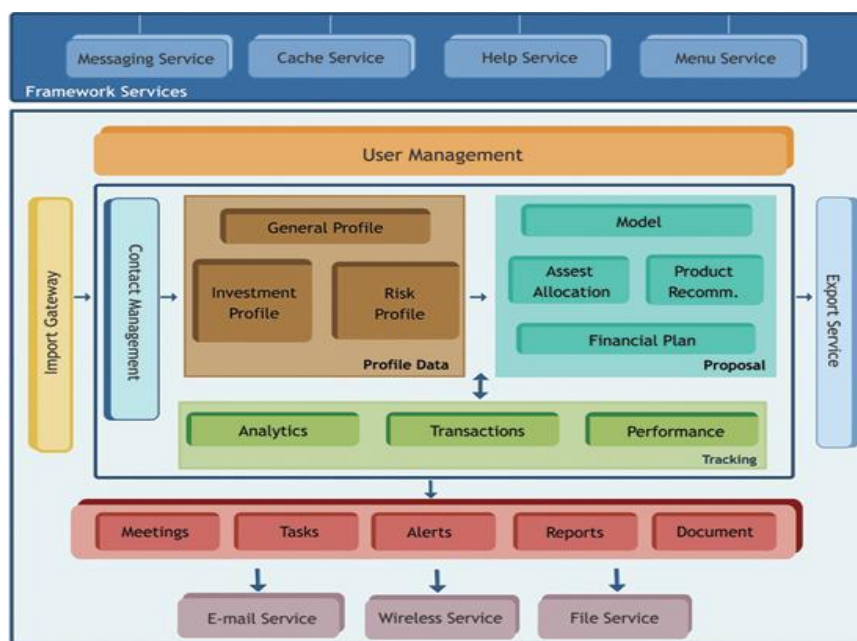 Messaging Service
Cache Service
Help Service
Menu Service
Framework Services
User Management
Import Gateway
Contact Management
General Profile
Investment
Profile
Risk
Profile
Profile Data
Model
Assest
Allocation
Product
Recomm.
Financial Plan
Proposal
Export Service
Analytics
Transactions
Performance
Tracking
Meetings
Tasks
Alerts
Reports
Document
E-mail Service
Wireless Service
File Service